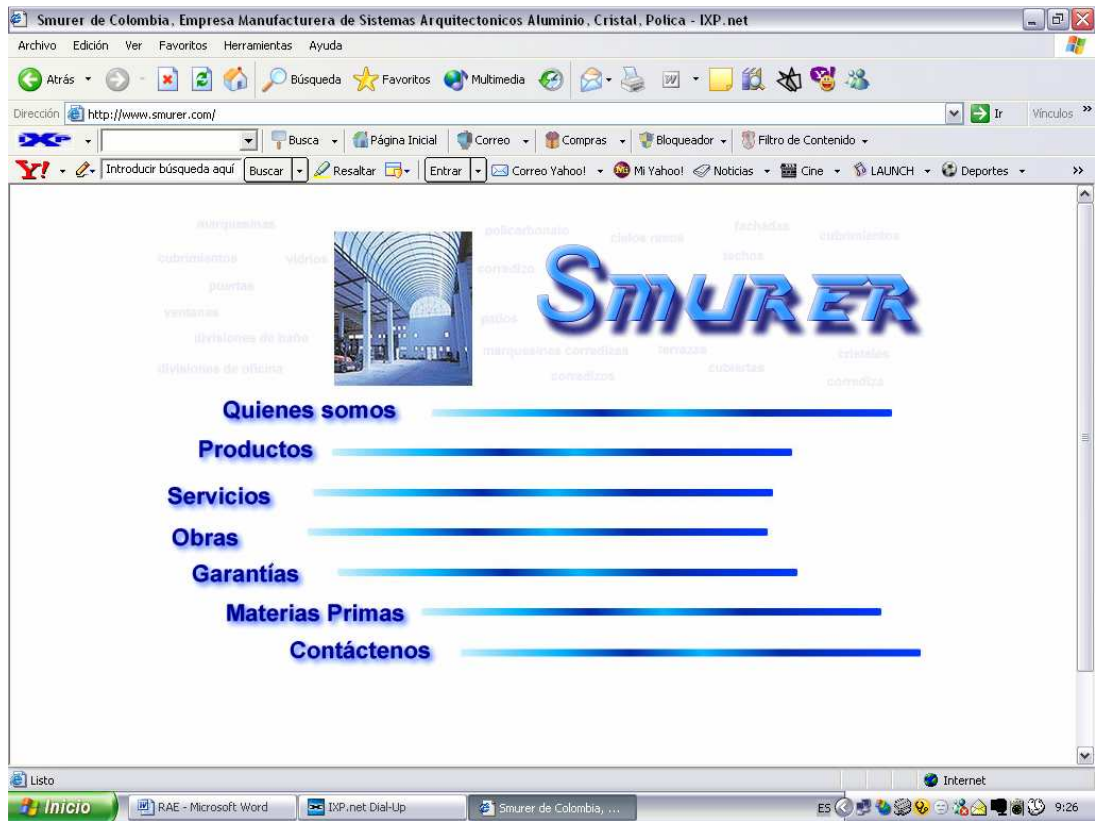 Smurer de Colombia, Empresa Manufacturera de Sistemas Arquitectonicos Aluminio, Cristal, Polica - IXP.net
Archivo Edición Ver Favoritos Herramientas Ayuda
Atrás Búsqueda Favoritos Multimedia
Dirección http://www.smurer.com/ Ir Vínculos »
IXP Busca Página Inicial Correo Compras Bloqueador Filtro de Contenido
Y! Introducir búsqueda aquí Buscar Resaltar Entrar Correo Yahoo! Mi Yahoo! Noticias Cine LAUNCH Deportes »
marquesinas policarbonato cielos rasos fachadas cubrimientos
cubrimientos vidrios corrediza techos
puertas
ventanas patios
divisiones de baño marquesinas corredizas terrazas cristales
divisiones de oficina corredizos cubiertas corrediza
SMURER
Quienes somos
Productos
Servicios
Obras
Garantías
Materias Primas
Contáctenos
Listo Internet
Inicio RAE - Microsoft Word IXP.net Dial-Up Smurer de Colombia, ... ES 9:26